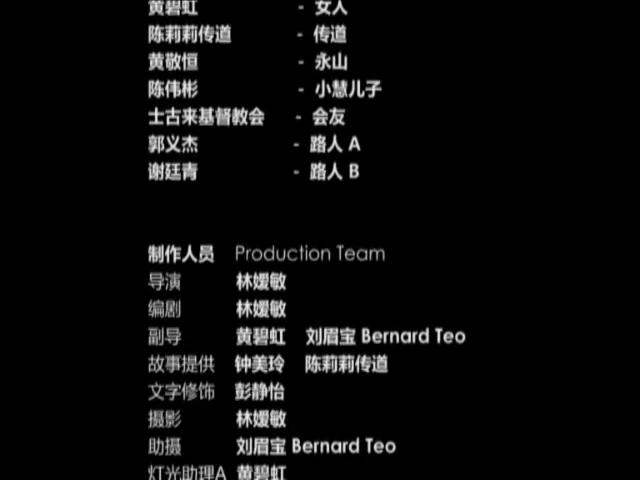 黄碧虹 - 女人
陈莉莉传道 - 传道
黄敬恒 - 永山
陈伟彬 - 小慧儿子
士古来基督教会 - 会友
郭义杰 - 路人 A
谢廷青 - 路人 B
制作人员 Production Team
导演 林媛敏
编剧 林媛敏
副导 黄碧虹 刘眉宝 Bernard Teo
故事提供 钟美玲 陈莉莉传道
文字修饰 彭静怡
摄影 林媛敏
助摄 刘眉宝 Bernard Teo
灯光助理A 黄碧虹